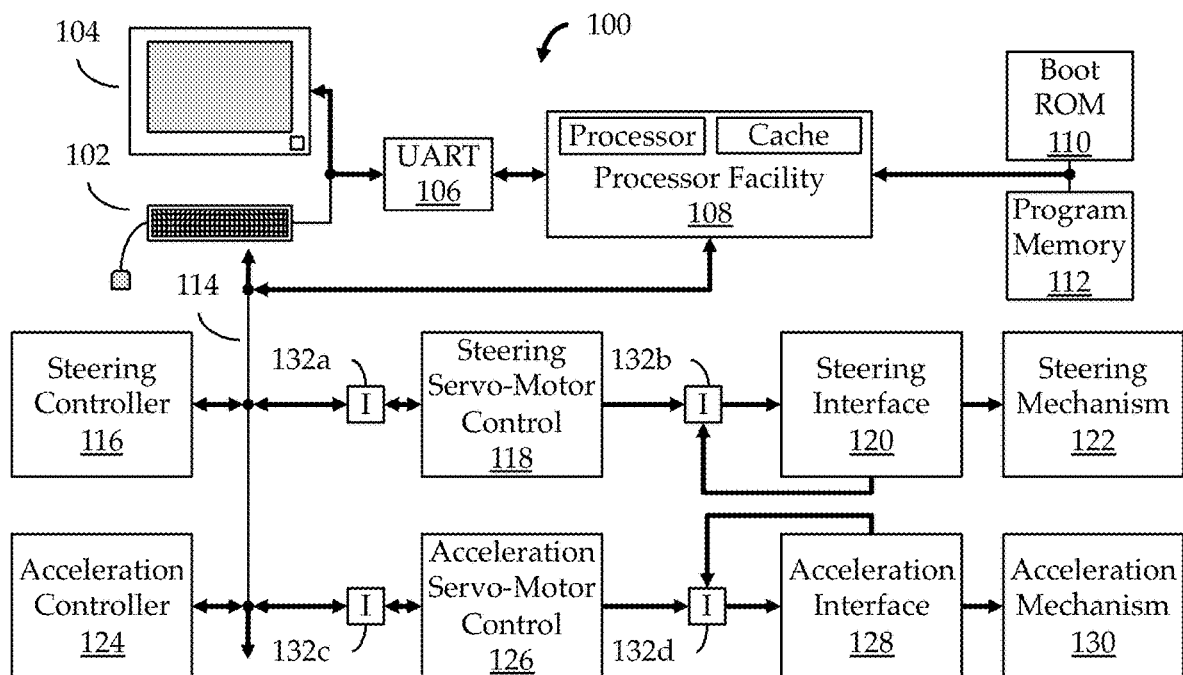 100
104
Boot
ROM
110
Processor
Cache
102
UART
106
Processor Facility
108
Program
Memory
112
114
Steering
Controller
116
132a
I
Steering
Servo-Motor
Control
118
132b
I
Steering
Interface
120
Steering
Mechanism
122
Acceleration
Controller
124
I
132c
Acceleration
Servo-Motor
Control
126
I
132d
Acceleration
Interface
128
Acceleration
Mechanism
130